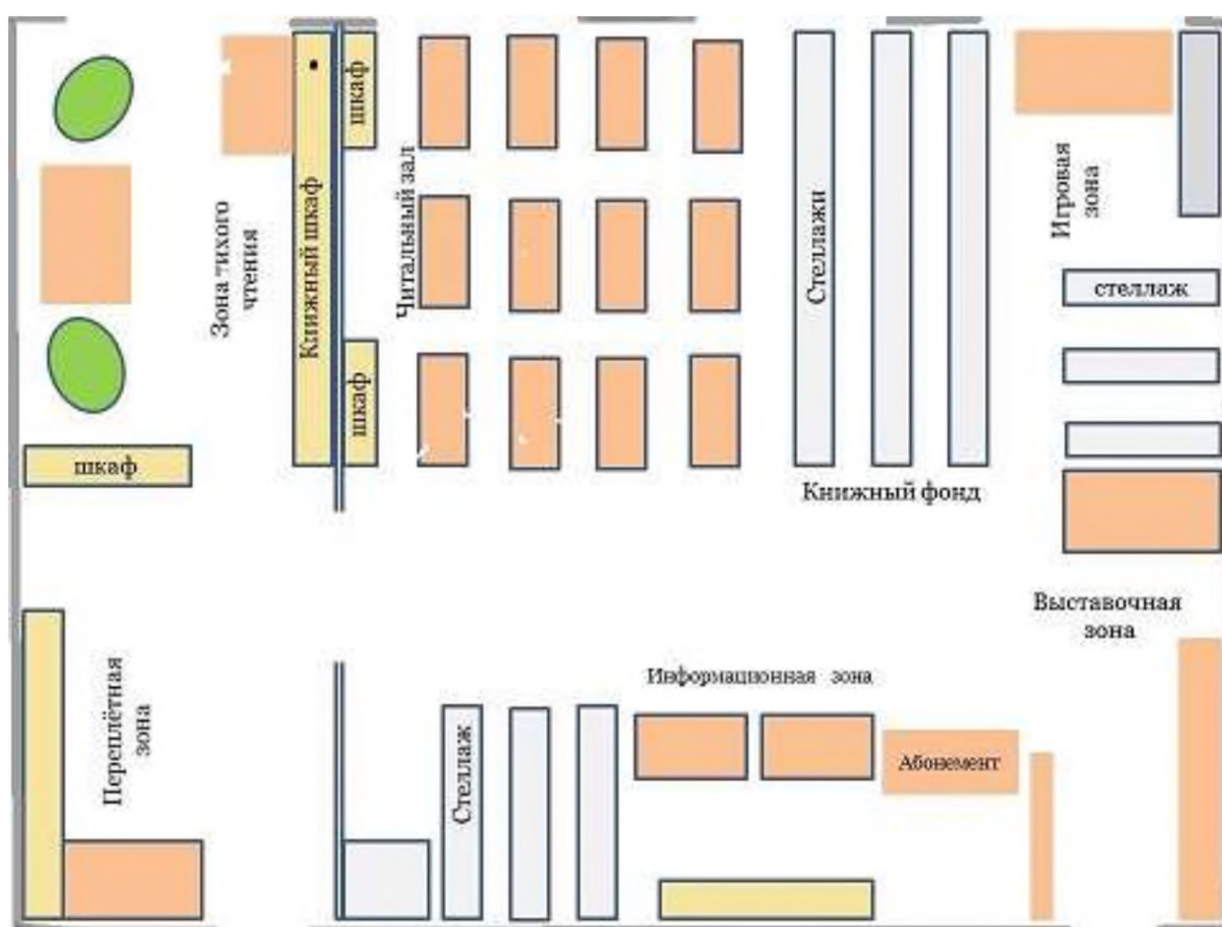 Зона тихого
чтения
Книжный шкаф
шкаф
шкаф
Читальный зал
Стеллажи
Книжный фонд
Игровая
зона
стеллаж
шкаф
Выставочная
зона
Переплётная
зона
Информационная зона
Стеллаж
Абонемент